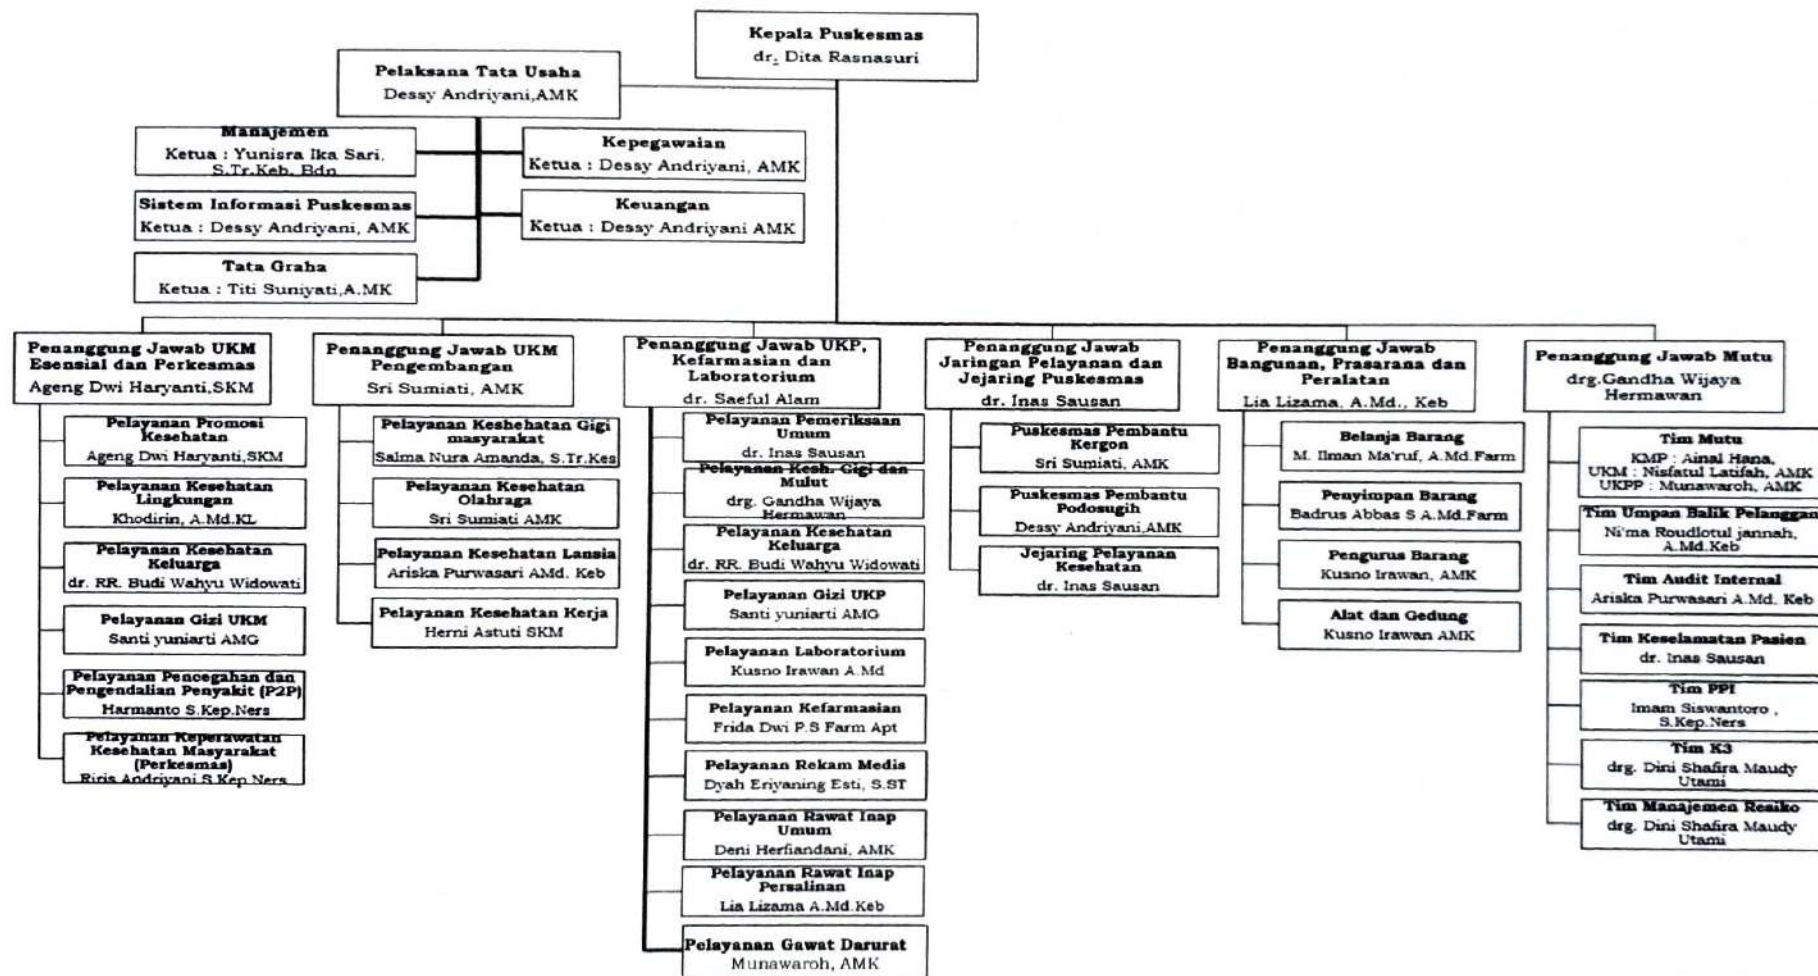 Kepala Puskesmas
dr. Dita Rasnasuri
Pelaksana Tata Usaha
Dessy Andriyani,AMK
Manajemen
Ketua : Yunisra Ika Sari,
S.Tr.Keb, Bdn
Kepegawaian
Ketua : Dessy Andriyani, AMK
Sistem Informasi Puskesmas
Ketua : Dessy Andriyani, AMK
Keuangan
Ketua : Dessy Andriyani AMK
Tata Graha
Ketua : Titi Suniyati,A.MK
Penanggung Jawab UKM
Esensial dan Perkesmas
Ageng Dwi Haryanti,SKM
Pelayanan Promosi
Kesehatan
Ageng Dwi Haryanti,SKM
Pelayanan Kesehatan
Lingkungan
Khodirin, A.Md.KL
Pelayanan Kesehatan
Keluarga
dr. RR. Budi Wahyu Widowati
Pelayanan Gizi UKM
Santi yuniarti AMG
Pelayanan Pencegahan dan
Pengendalian Penyakit (P2P)
Harmanto S.Kep.Ners
Pelayanan Keperawatan
Kesehatan Masyarakat
(Perkesmas)
Riris Andriyani S.Kep Ners
Penanggung Jawab UKM
Pengembangan
Sri Sumiati, AMK
Pelayanan Keshehatan Gigi
masyarakat
Salma Nura Amanda, S.Tr.Kes
Pelayanan Kesehatan
Olahraga
Sri Sumiati AMK
Pelayanan Kesehatan Lansia
Ariska Purwasari AMd. Keb
Pelayanan Kesehatan Kerja
Herni Astuti SKM
Penanggung Jawab UKP,
Kefarmasian dan
Laboratorium
dr. Saeful Alam
Pelayanan Pemeriksaan
Umum
dr. Inas Sausan
Pelayanan Kesh. Gigi dan
Mulut
drg. Gandha Wijaya
Hermawan
Pelayanan Kesehatan
Keluarga
dr. RR. Budi Wahyu Widowati
Pelayanan Gizi UKP
Santi yuniarti AMG
Pelayanan Laboratorium
Kusno Irawan A.Md
Pelayanan Kefarmasian
Frida Dwi P.S Farm Apt
Pelayanan Rekam Medis
Dyah Eriyaning Esti, S.ST
Pelayanan Rawat Inap
Umum
Deni Herfiandani, AMK
Pelayanan Rawat Inap
Persalinan
Lia Lizama A.Md.Keb
Pelayanan Gawat Darurat
Munawaroh, AMK
Penanggung Jawab
Jaringan Pelayanan dan
Jejaring Puskesmas
dr. Inas Sausan
Puskesmas Pembantu
Kergon
Sri Sumiati, AMK
Puskesmas Pembantu
Podosugih
Dessy Andriyani,AMK
Jejaring Pelayanan
Kesehatan
dr. Inas Sausan
Penanggung Jawab
Bangunan, Prasarana dan
Peralatan
Lia Lizama, A.Md., Keb
Belanja Barang
M. Ilman Ma'ruf, A.Md.Farm
Penyimpan Barang
Badrus Abbas S A.Md.Farm
Pengurus Barang
Kusno Irawan, AMK
Alat dan Gedung
Kusno Irawan AMK
Penanggung Jawab Mutu
drg.Gandha Wijaya
Hermawan
Tim Mutu
KMP : Ainal Hana,
UKM : Nisfatul Latifah, AMK
UKPP : Munawaroh, AMK
Tim Umpan Balik Pelanggan
Ni'ma Roudlotul jannah,
A.Md.Keb
Tim Audit Internal
Ariska Purwasari A.Md. Keb
Tim Keselamatan Pasien
dr. Inas Sausan
Tim PPI
Imam Siswantoro ,
S.Kep.Ners
Tim K3
drg. Dini Shafira Maudy
Utami
Tim Manajemen Resiko
drg. Dini Shafira Maudy
Utami